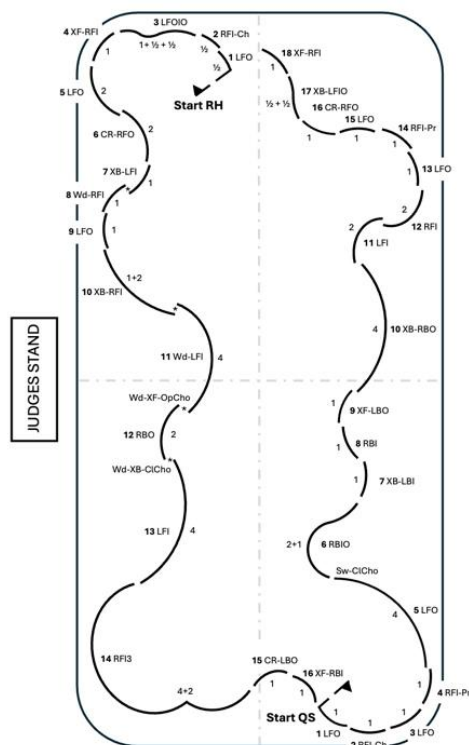 4 XF-RFI
3 LFOIO
2 RFI-Ch
1 LFO
1
1 + ½ + ½
½
½
Start RH
5 LFO
2
6 CR-RFO
2
7 XB-LFI
1
*
8 Wd-RFI
1
9 LFO
1
10 XB-RFI
1+2
*
11 Wd-LFI
4
JUDGES STAND
Wd-XF-OpCho
*
12 RBO
2
*
Wd-XB-ClCho
13 LFI
4
14 RFI3
4+2
15 CR-LBO
1
16 XF-RBI
1
Start QS
18 XF-RFI
1
17 XB-LFIO
½ + ½
16 CR-RFO
1
15 LFO
1
14 RFI-Pr
1
13 LFO
1
12 RFI
2
11 LFI
2
10 XB-RBO
4
9 XF-LBO
1
8 RBI
1
7 XB-LBI
1
6 RBIO
2+1
Sw-ClCho
5 LFO
4
4 RFI-Pr
1
3 LFO
1
2 RFI-Ch
1
1 LFO
1